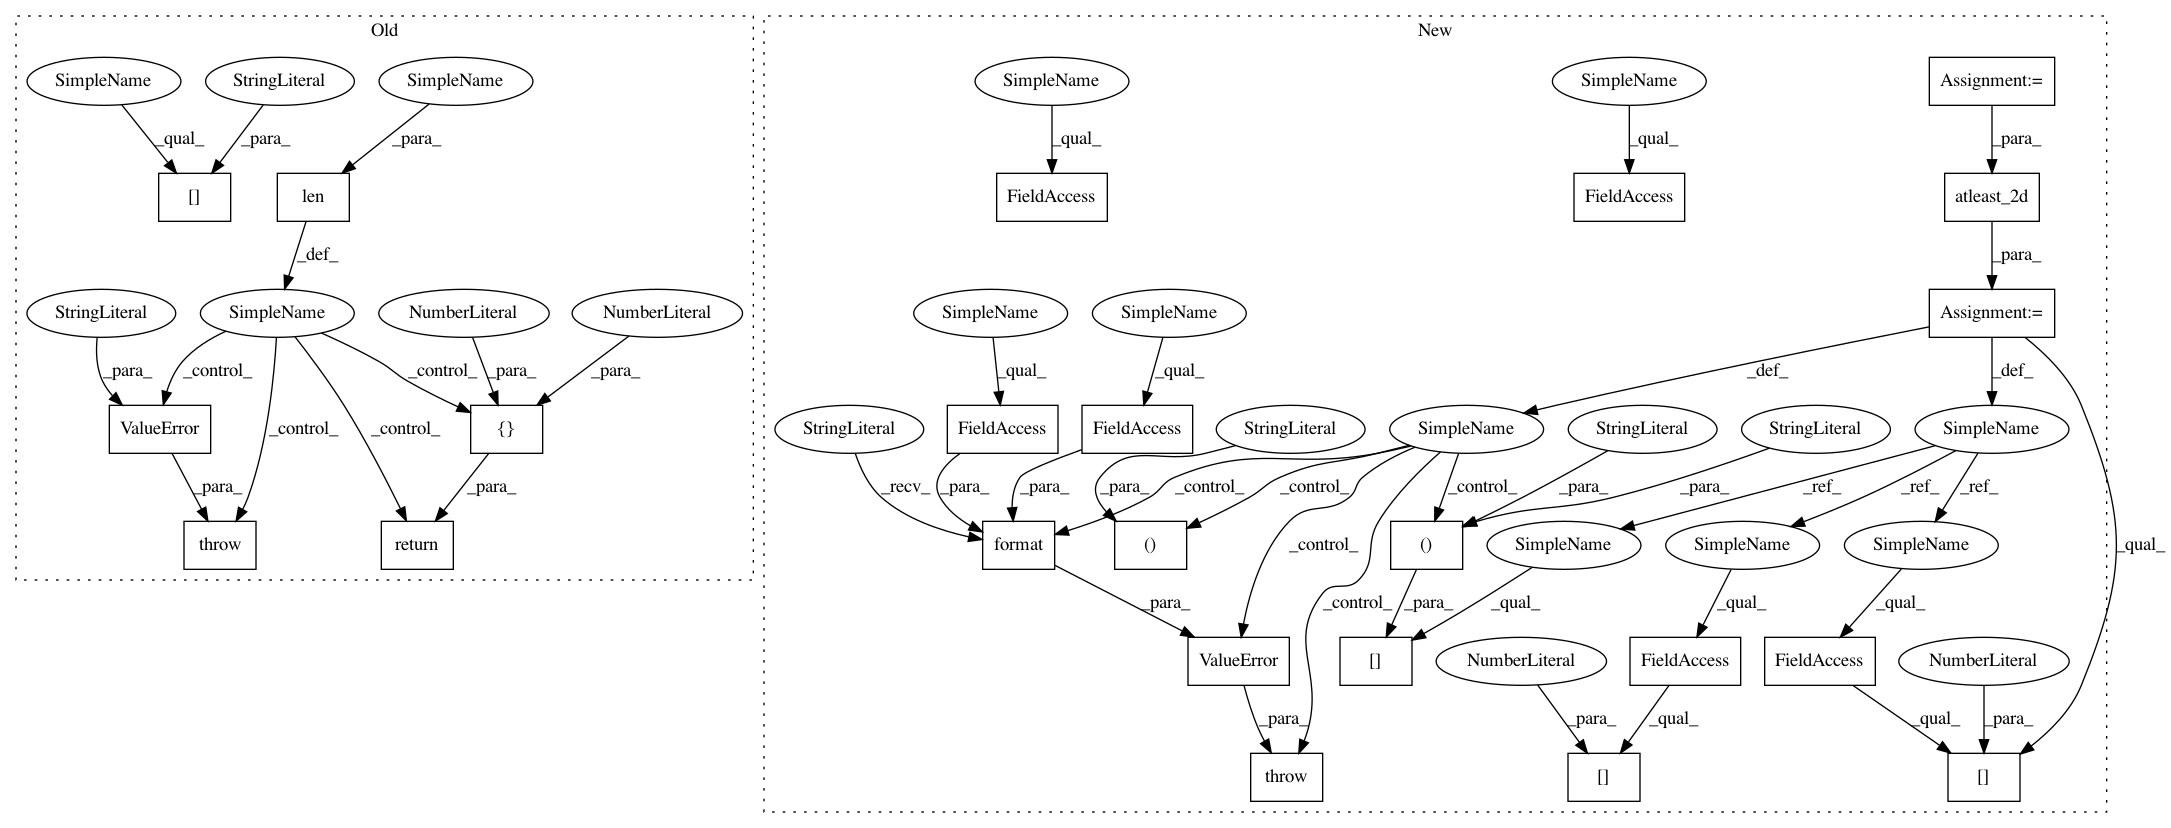 Old
New
SimpleName
StringLiteral
SimpleName
SimpleName
SimpleName
Assignment:=
_qual_
_para_
_para_
_qual_
_qual_
_para_
[]
len
FieldAccess
FieldAccess
atleast_2d
_def_
_para_
StringLiteral
SimpleName
NumberLiteral
NumberLiteral
SimpleName
SimpleName
Assignment:=
_para_
_control_
_control_
_para_
_para_
_qual_
_qual_
_def_
_def_
ValueError
{}
StringLiteral
FieldAccess
FieldAccess
StringLiteral
SimpleName
StringLiteral
StringLiteral
SimpleName
_para_
_control_
_control_
_para_
_recv_
_para_
_para_
_para_
_control_
_control_
_control_
_para_
_para_
_ref_
_ref_
_ref_
throw
return
format
()
()
SimpleName
SimpleName
SimpleName
_qual_
_para_
_control_
_control_
_para_
_qual_
_qual_
_qual_
ValueError
[]
NumberLiteral
FieldAccess
FieldAccess
NumberLiteral
_para_
_para_
_qual_
_qual_
_para_
throw
[]
[]